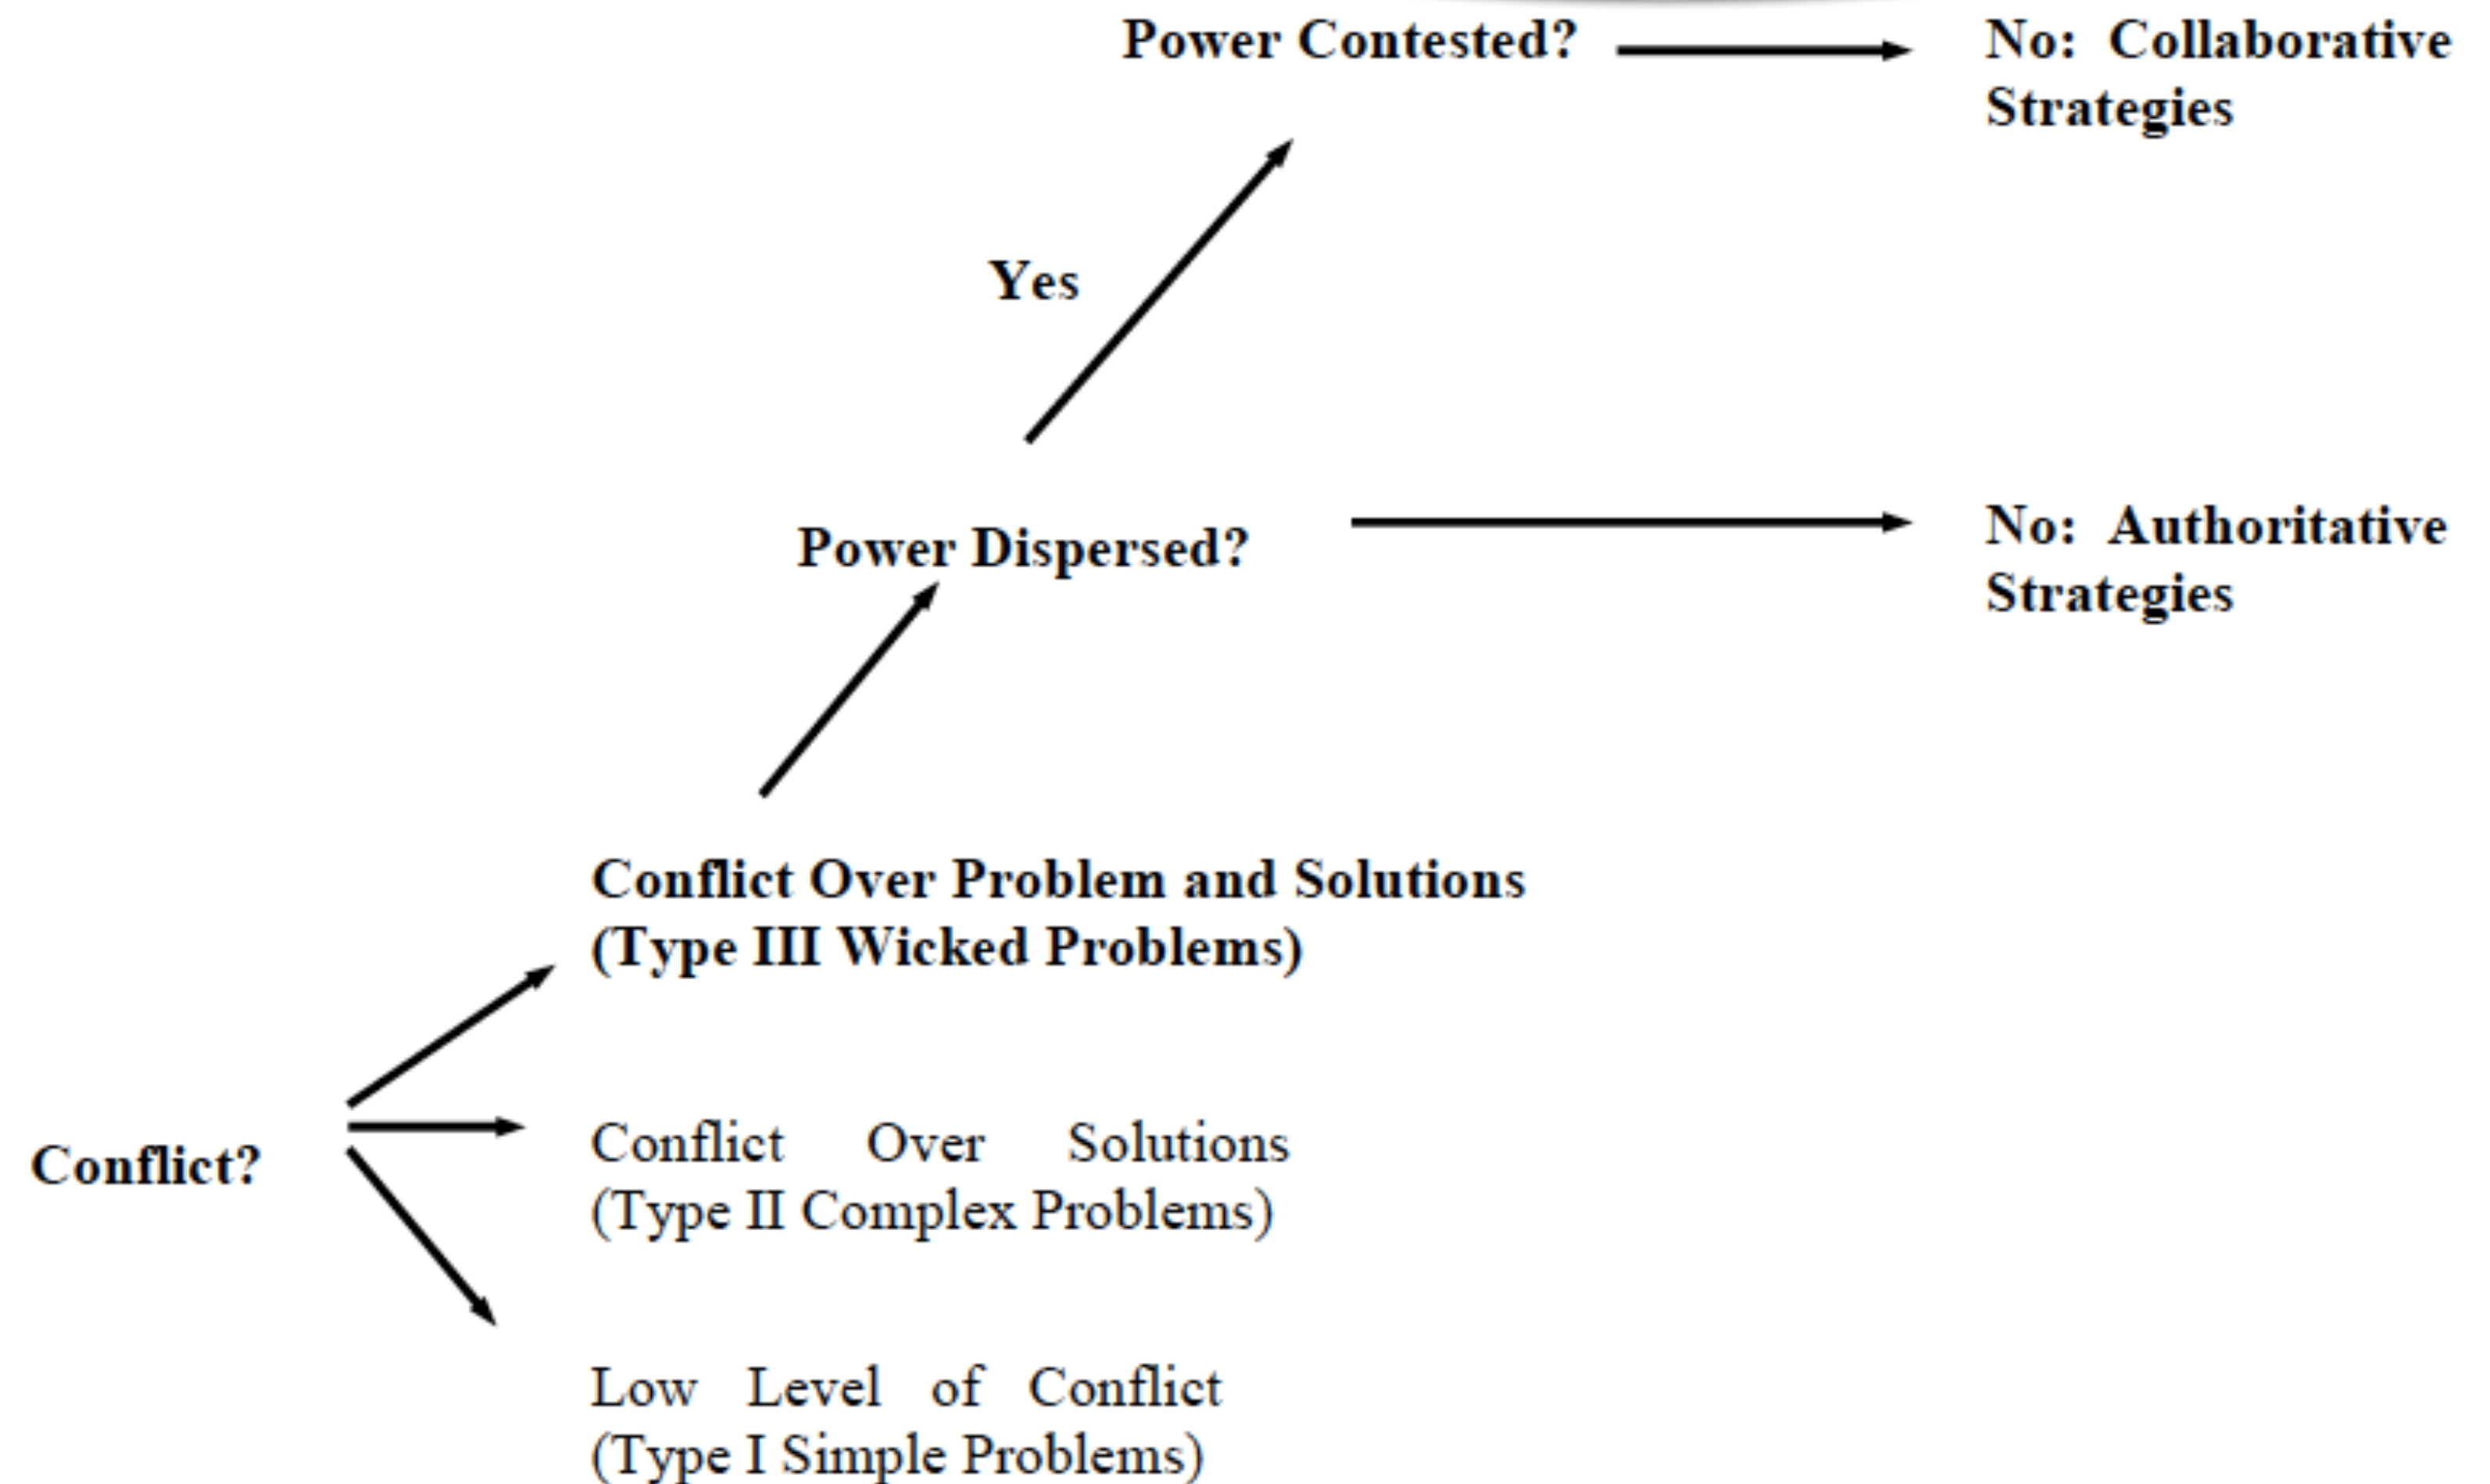 Power Contested?
No: Collaborative
Strategies
Yes
Power Dispersed?
No: Authoritative
Strategies
Conflict Over Problem and Solutions
(Type III Wicked Problems)
Conflict?
Conflict Over Solutions
(Type II Complex Problems)
Low Level of Conflict
(Type I Simple Problems)